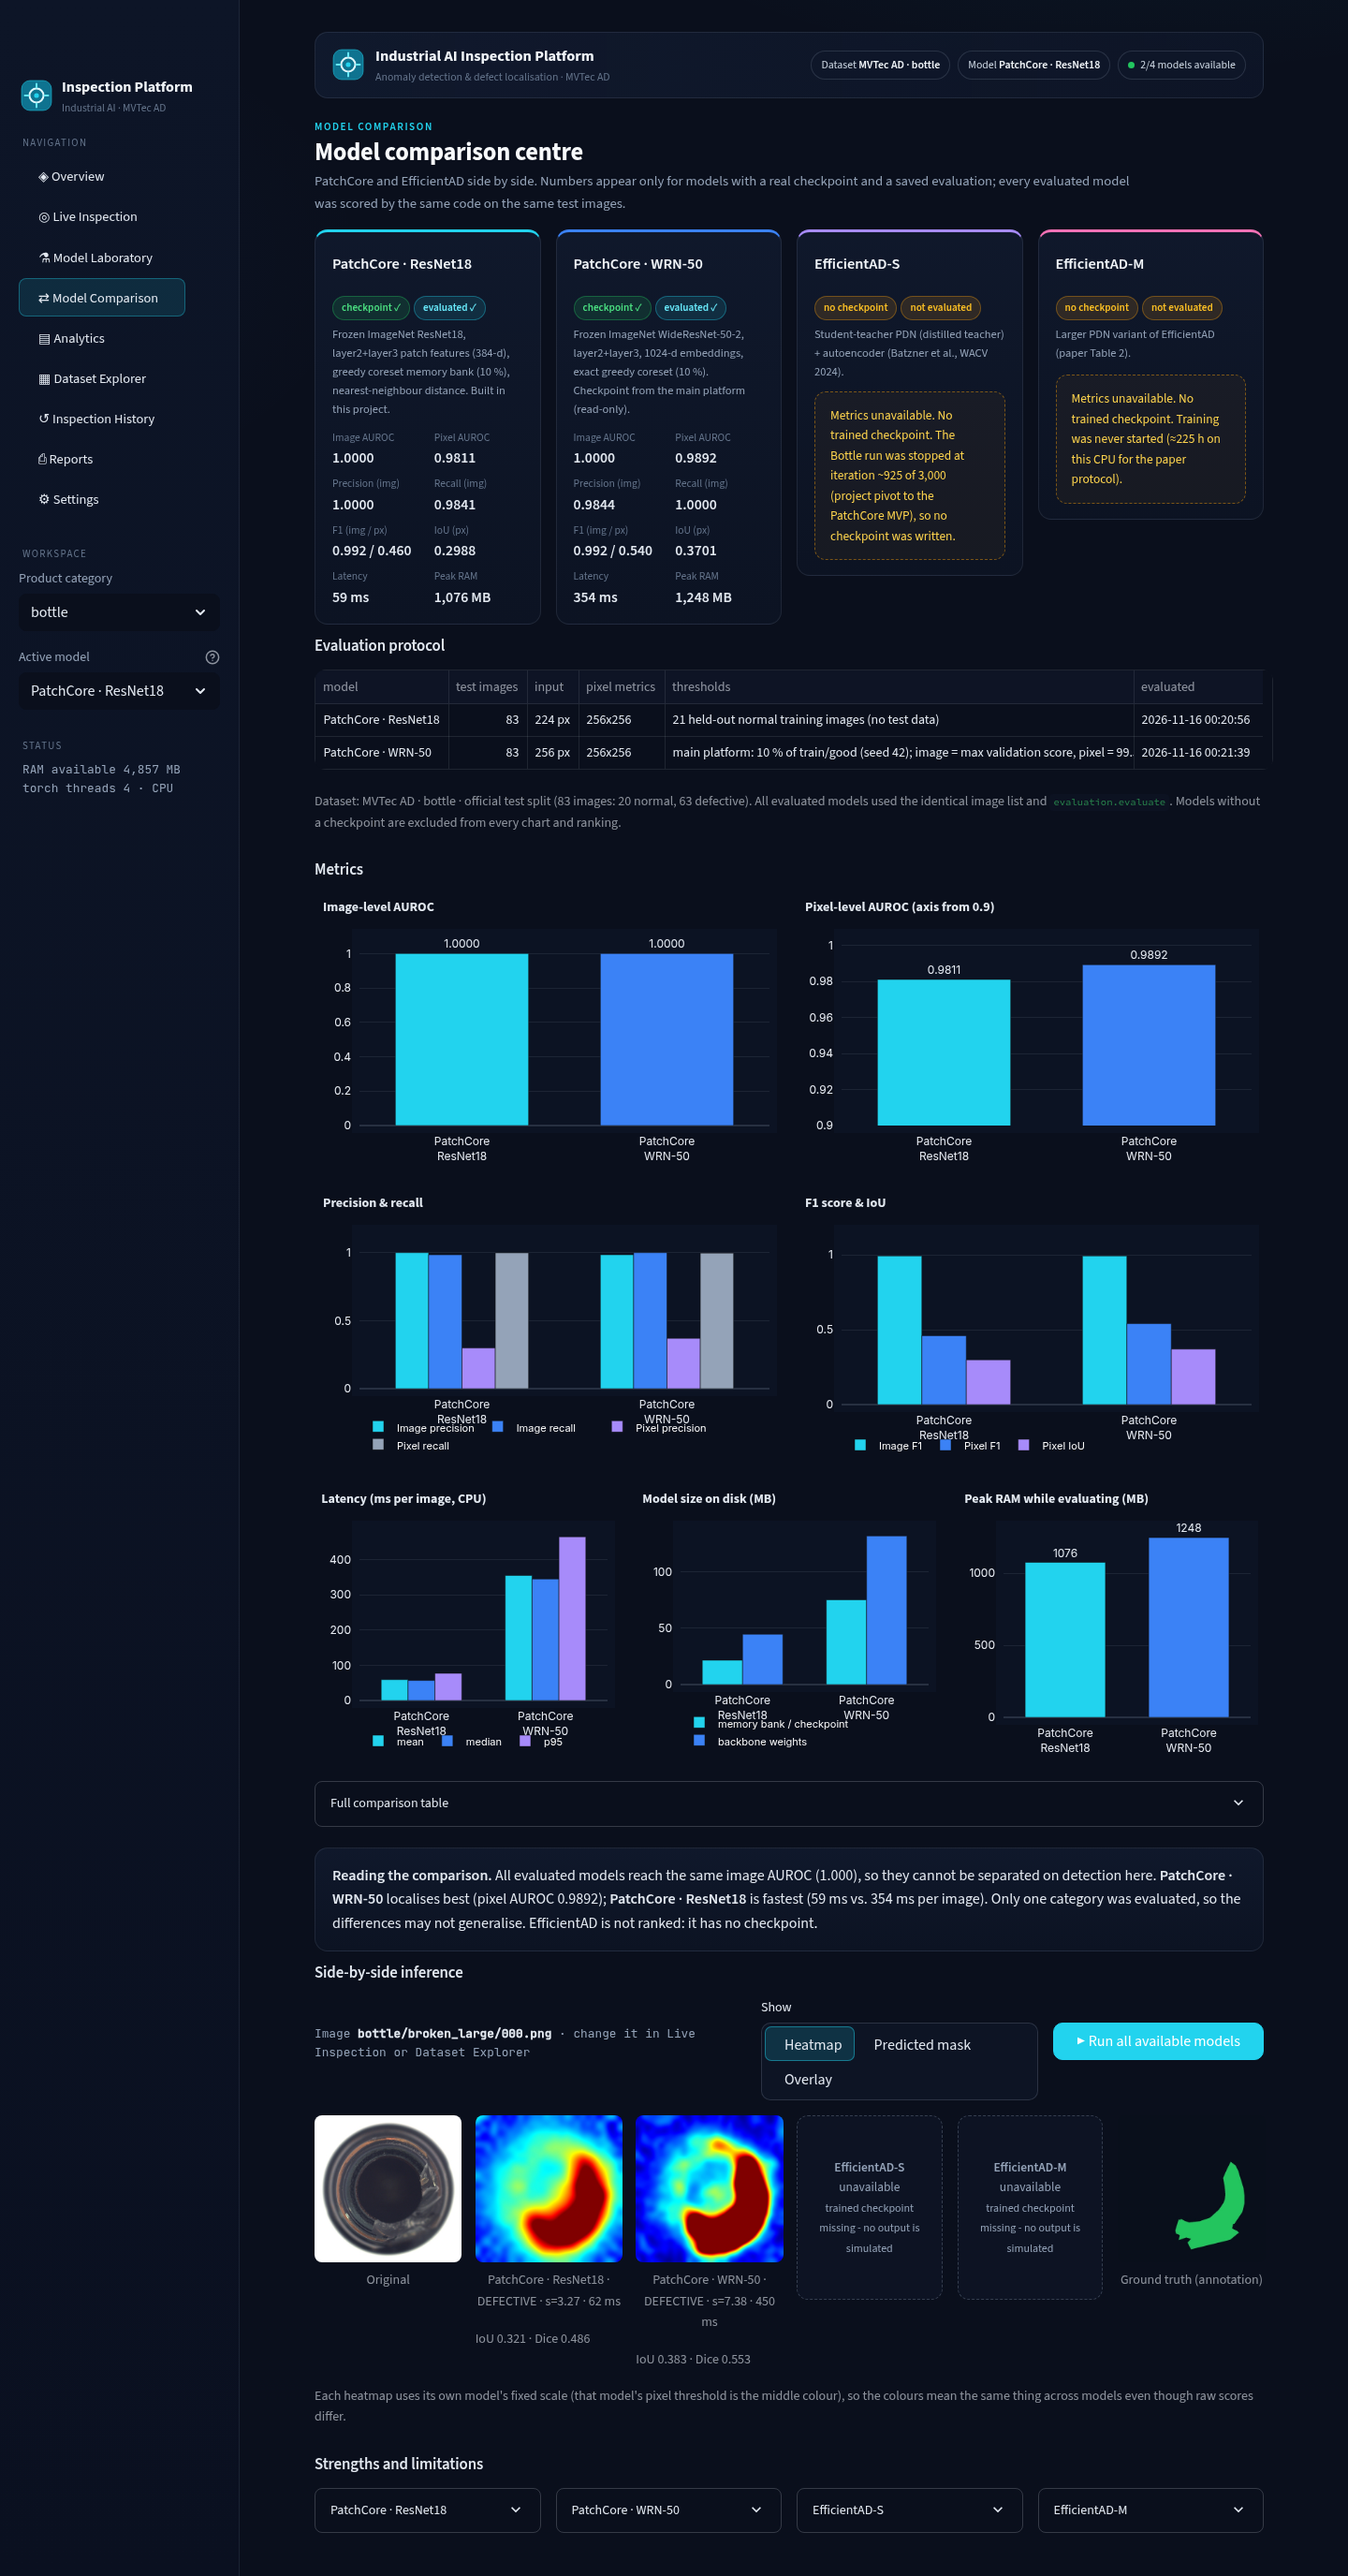 Inspection Platform
Industrial AI · MVTec AD
NAVIGATION
◈ Overview
◎ Live Inspection
⚗ Model Laboratory
⇄ Model Comparison
▤ Analytics
▦ Dataset Explorer
↺ Inspection History
⎙ Reports
⚙ Settings
WORKSPACE
Product category
bottle
Active model
PatchCore · ResNet18
STATUS
RAM available 4,857 MB
torch threads 4 · CPU
Industrial AI Inspection Platform
Anomaly detection & defect localisation · MVTec AD
Dataset MVTec AD · bottle
Model PatchCore · ResNet18
2/4 models available
MODEL COMPARISON
Model comparison centre
PatchCore and EfficientAD side by side. Numbers appear only for models with a real checkpoint and a saved evaluation; every evaluated model
was scored by the same code on the same test images.
PatchCore · ResNet18
checkpoint ✓ evaluated ✓
Frozen ImageNet ResNet18,
layer2+layer3 patch features (384-d),
greedy coreset memory bank (10 %),
nearest-neighbour distance. Built in
this project.
Image AUROC Pixel AUROC
1.0000 0.9811
Precision (img) Recall (img)
1.0000 0.9841
F1 (img / px) IoU (px)
0.992 / 0.460 0.2988
Latency Peak RAM
59 ms 1,076 MB
PatchCore · WRN-50
checkpoint ✓ evaluated ✓
Frozen ImageNet WideResNet-50-2,
layer2+layer3, 1024-d embeddings,
exact greedy coreset (10 %).
Checkpoint from the main platform
(read-only).
Image AUROC Pixel AUROC
1.0000 0.9892
Precision (img) Recall (img)
0.9844 1.0000
F1 (img / px) IoU (px)
0.992 / 0.540 0.3701
Latency Peak RAM
354 ms 1,248 MB
EfficientAD-S
no checkpoint not evaluated
Student-teacher PDN (distilled teacher)
+ autoencoder (Batzner et al., WACV
2024).
Metrics unavailable. No
trained checkpoint. The
Bottle run was stopped at
iteration ~925 of 3,000
(project pivot to the
PatchCore MVP), so no
checkpoint was written.
EfficientAD-M
no checkpoint not evaluated
Larger PDN variant of EfficientAD
(paper Table 2).
Metrics unavailable. No
trained checkpoint. Training
was never started (≈225 h on
this CPU for the paper
protocol).
Evaluation protocol
model test images input pixel metrics thresholds evaluated
PatchCore · ResNet18 83 224 px 256x256 21 held-out normal training images (no test data) 2026-11-16 00:20:56
PatchCore · WRN-50 83 256 px 256x256 main platform: 10 % of train/good (seed 42); image = max validation score, pixel = 99. 2026-11-16 00:21:39
Dataset: MVTec AD · bottle · official test split (83 images: 20 normal, 63 defective). All evaluated models used the identical image list and evaluation.evaluate. Models without
a checkpoint are excluded from every chart and ranking.
Metrics
Image-level AUROC
1.0000 1.0000
1
0.8
0.6
0.4
0.2
0
PatchCore PatchCore
ResNet18 WRN-50
Pixel-level AUROC (axis from 0.9)
0.9811 0.9892
1
0.98
0.96
0.94
0.92
0.9
PatchCore PatchCore
ResNet18 WRN-50
Precision & recall
1
0.5
0
PatchCore PatchCore
ResNet18 WRN-50
Image precision Image recall Pixel precision
Pixel recall
F1 score & IoU
1
0.5
0
PatchCore PatchCore
ResNet18 WRN-50
Image F1 Pixel F1 Pixel IoU
Latency (ms per image, CPU)
400
300
200
100
0
PatchCore PatchCore
ResNet18 WRN-50
mean median p95
Model size on disk (MB)
100
50
0
PatchCore PatchCore
ResNet18 WRN-50
memory bank / checkpoint
backbone weights
Peak RAM while evaluating (MB)
1076 1248
1000
500
0
PatchCore PatchCore
ResNet18 WRN-50
Full comparison table
Reading the comparison. All evaluated models reach the same image AUROC (1.000), so they cannot be separated on detection here. PatchCore ·
WRN-50 localises best (pixel AUROC 0.9892); PatchCore · ResNet18 is fastest (59 ms vs. 354 ms per image). Only one category was evaluated, so the
differences may not generalise. EfficientAD is not ranked: it has no checkpoint.
Side-by-side inference
Image bottle/broken_large/000.png · change it in Live
Inspection or Dataset Explorer
Show
Heatmap Predicted mask
Overlay
▶ Run all available models
Original
PatchCore · ResNet18 ·
DEFECTIVE · s=3.27 · 62 ms
IoU 0.321 · Dice 0.486
PatchCore · WRN-50 ·
DEFECTIVE · s=7.38 · 450
ms
IoU 0.383 · Dice 0.553
EfficientAD-S
unavailable
trained checkpoint
missing - no output is
simulated
EfficientAD-M
unavailable
trained checkpoint
missing - no output is
simulated
Ground truth (annotation)
Each heatmap uses its own model's fixed scale (that model's pixel threshold is the middle colour), so the colours mean the same thing across models even though raw scores
differ.
Strengths and limitations
PatchCore · ResNet18
PatchCore · WRN-50
EfficientAD-S
EfficientAD-M